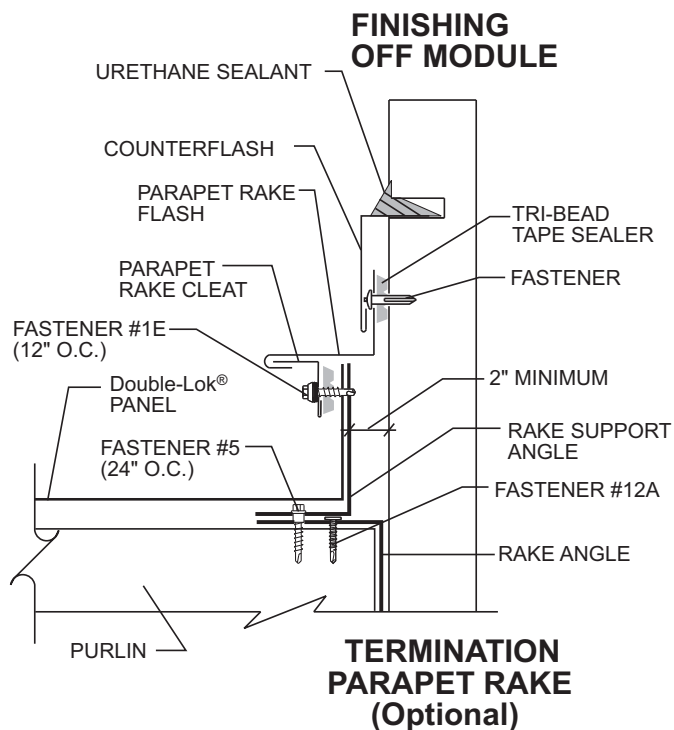 FINISHING
OFF MODULE
URETHANE SEALANT
COUNTERFLASH
PARAPET RAKE
FLASH
TRI-BEAD
TAPE SEALER
PARAPET
RAKE CLEAT
FASTENER
FASTENER #1E
(12" O.C.)
Double-Lok®
PANEL
2" MINIMUM
FASTENER #5
(24" O.C.)
RAKE SUPPORT
ANGLE
FASTENER #12A
RAKE ANGLE
PURLIN
TERMINATION
PARAPET RAKE
(Optional)